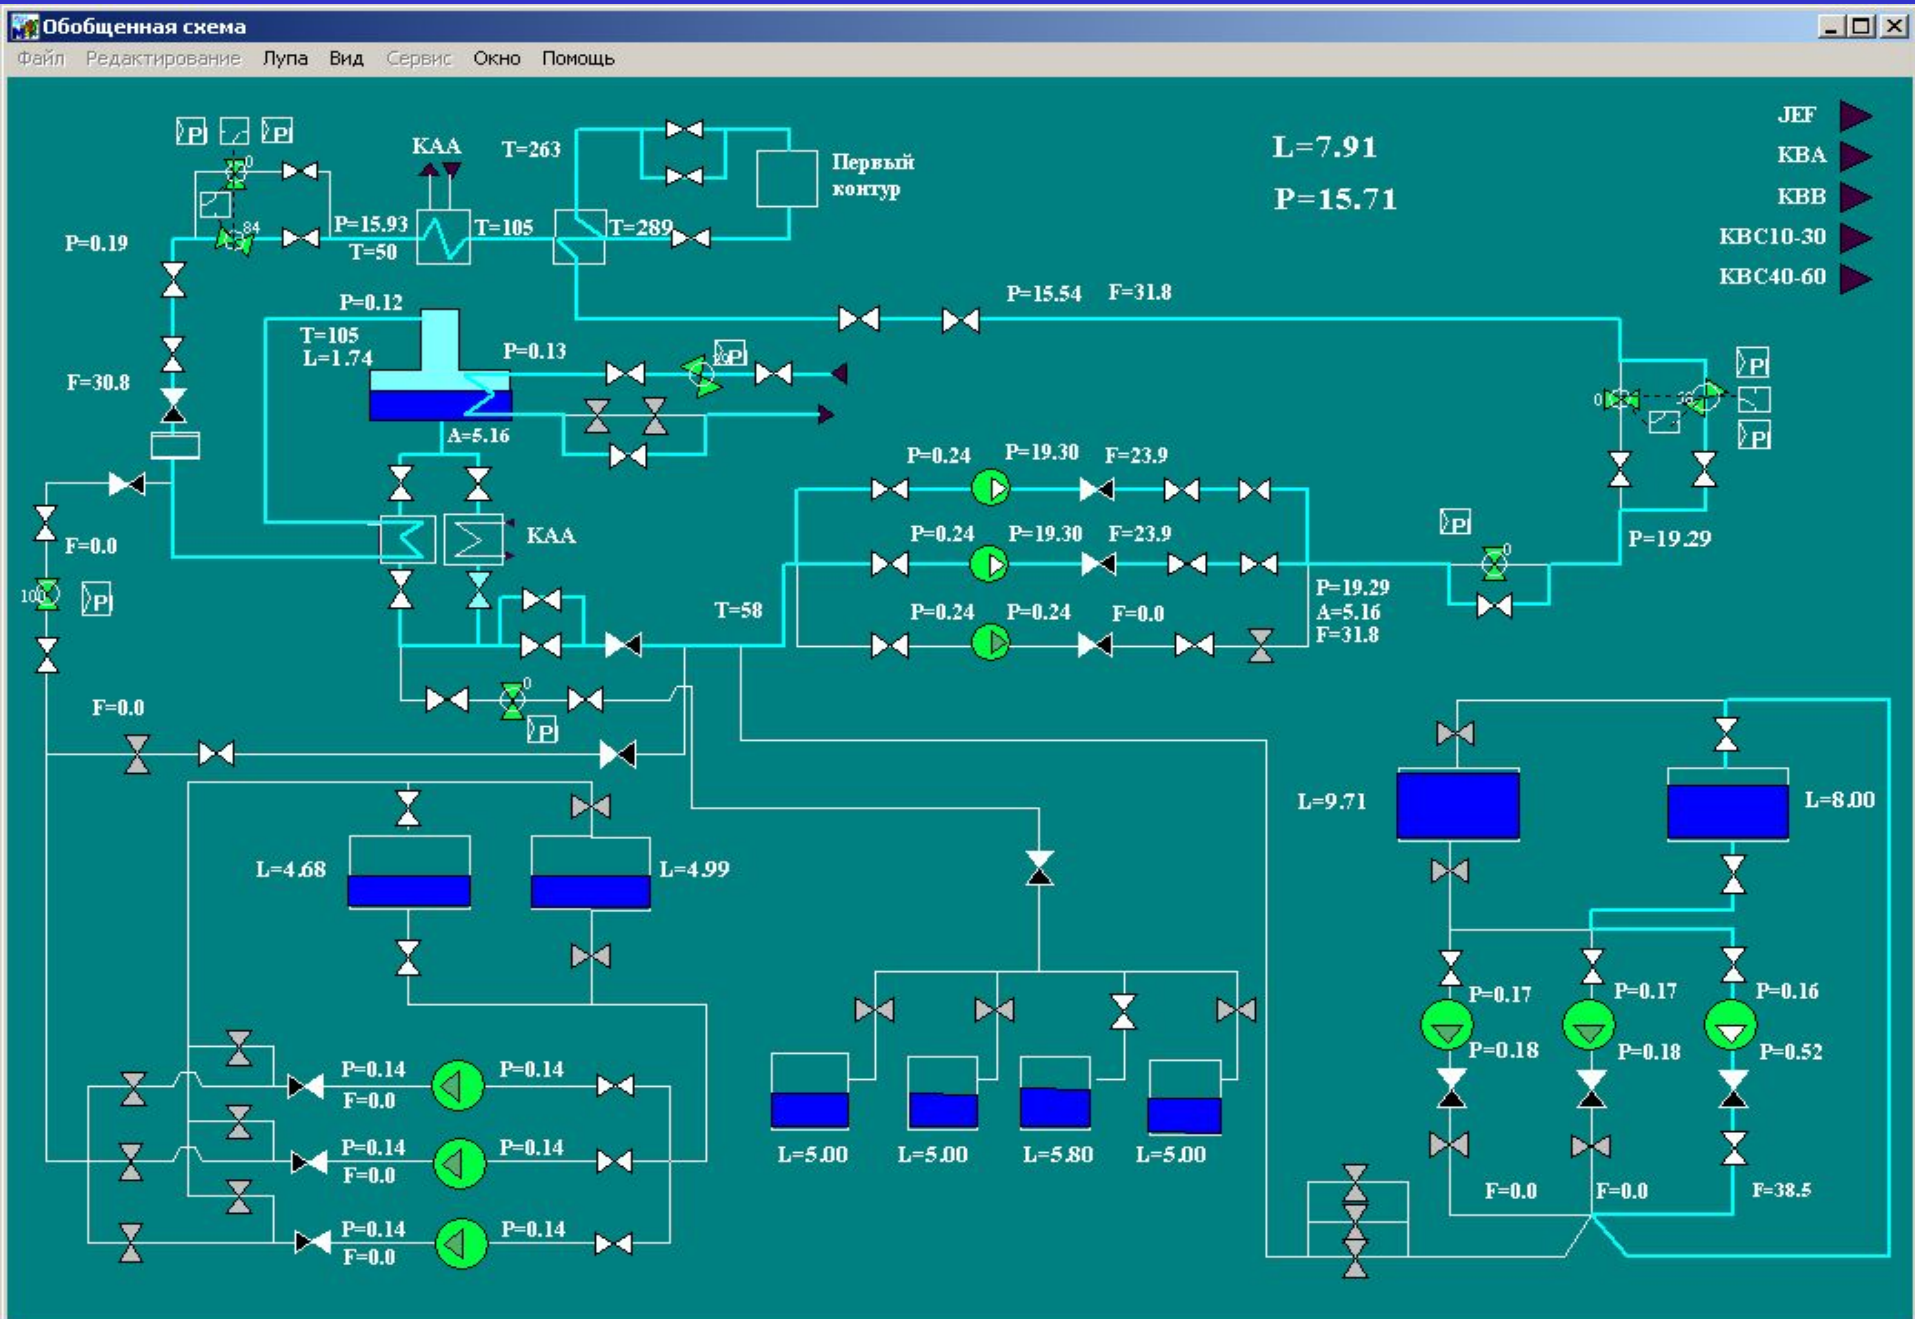 Обобщенная схема
Файл Редактирование Лупа Вид Сервис Окно Помощь
JEF
KBA
KBB
KBC10-30
KBC40-60
L=7.91
P=15.71
P P
0
84
KAA
T=263
Первый
контур
P=0.19
P=15.93
T=50
T=105
T=289
P=0.12
T=105
L=1.74
P=0.13
P
P=15.54 F=31.8
F=30.8
A=5.16
P
0
P
P=0.24 P=19.30 F=23.9
P=0.24 P=19.30 F=23.9
P=0.24 P=0.24 F=0.0
P
0
P=19.29
P=19.29
A=5.16
F=31.8
KAA
F=0.0
100
P
T=58
0
P
F=0.0
L=4.68
L=4.99
L=9.71
L=8.00
P=0.17
P=0.17
P=0.16
P=0.18
P=0.18
P=0.52
P=0.14 P=0.14
F=0.0
P=0.14 P=0.14
F=0.0
P=0.14 P=0.14
F=0.0
L=5.00
L=5.00
L=5.80
L=5.00
F=0.0
F=0.0
F=38.5